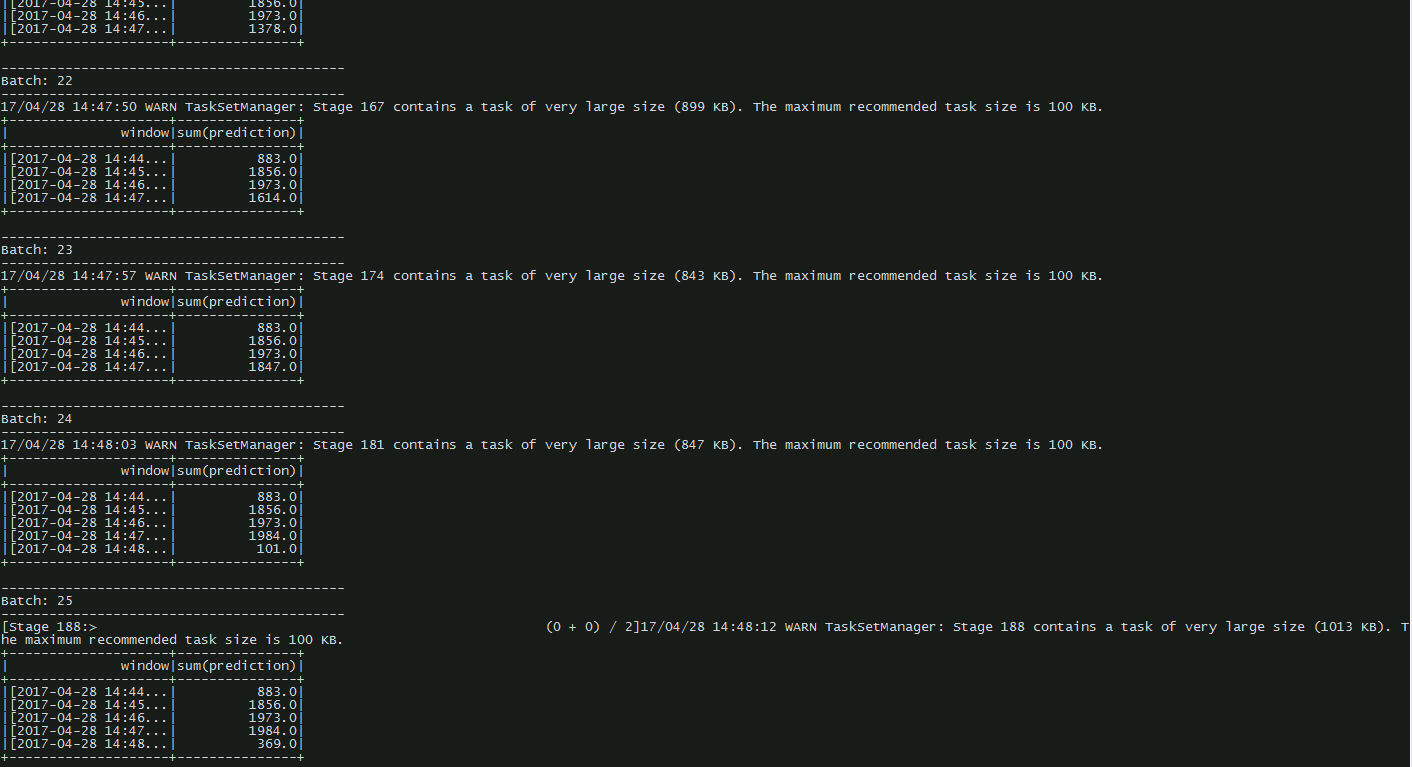 |[2017-04-28 14:45...|         1856.0|
|[2017-04-28 14:46...|         1973.0|
|[2017-04-28 14:47...|         1378.0|
+--------------------+---------------+
-------------------------------------------
Batch: 22
-------------------------------------------
17/04/28 14:47:50 WARN TaskSetManager: Stage 167 contains a task of very large size (899 KB). The maximum recommended task size is 100 KB.
+--------------------+---------------+
|              window|sum(prediction)|
+--------------------+---------------+
|[2017-04-28 14:44...|          883.0|
|[2017-04-28 14:45...|         1856.0|
|[2017-04-28 14:46...|         1973.0|
|[2017-04-28 14:47...|         1614.0|
+--------------------+---------------+
-------------------------------------------
Batch: 23
-------------------------------------------
17/04/28 14:47:57 WARN TaskSetManager: Stage 174 contains a task of very large size (843 KB). The maximum recommended task size is 100 KB.
+--------------------+---------------+
|              window|sum(prediction)|
+--------------------+---------------+
|[2017-04-28 14:44...|          883.0|
|[2017-04-28 14:45...|         1856.0|
|[2017-04-28 14:46...|         1973.0|
|[2017-04-28 14:47...|         1847.0|
+--------------------+---------------+
-------------------------------------------
Batch: 24
-------------------------------------------
17/04/28 14:48:03 WARN TaskSetManager: Stage 181 contains a task of very large size (847 KB). The maximum recommended task size is 100 KB.
+--------------------+---------------+
|              window|sum(prediction)|
+--------------------+---------------+
|[2017-04-28 14:44...|          883.0|
|[2017-04-28 14:45...|         1856.0|
|[2017-04-28 14:46...|         1973.0|
|[2017-04-28 14:47...|         1984.0|
|[2017-04-28 14:48...|          101.0|
+--------------------+---------------+
-------------------------------------------
Batch: 25
-------------------------------------------
[Stage 188:>                                                        (0 + 0) / 2]17/04/28 14:48:12 WARN TaskSetManager: Stage 188 contains a task of very large size (1013 KB). T
he maximum recommended task size is 100 KB.
+--------------------+---------------+
|              window|sum(prediction)|
+--------------------+---------------+
|[2017-04-28 14:44...|          883.0|
|[2017-04-28 14:45...|         1856.0|
|[2017-04-28 14:46...|         1973.0|
|[2017-04-28 14:47...|         1984.0|
|[2017-04-28 14:48...|          369.0|
+--------------------+---------------+